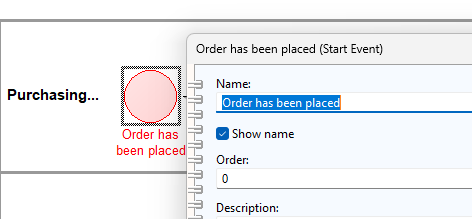 Order has been placed (Start Event)
Name:
Purchasing...
Order has been placed
Show name
Order has
been placed
Order:
0
Description: